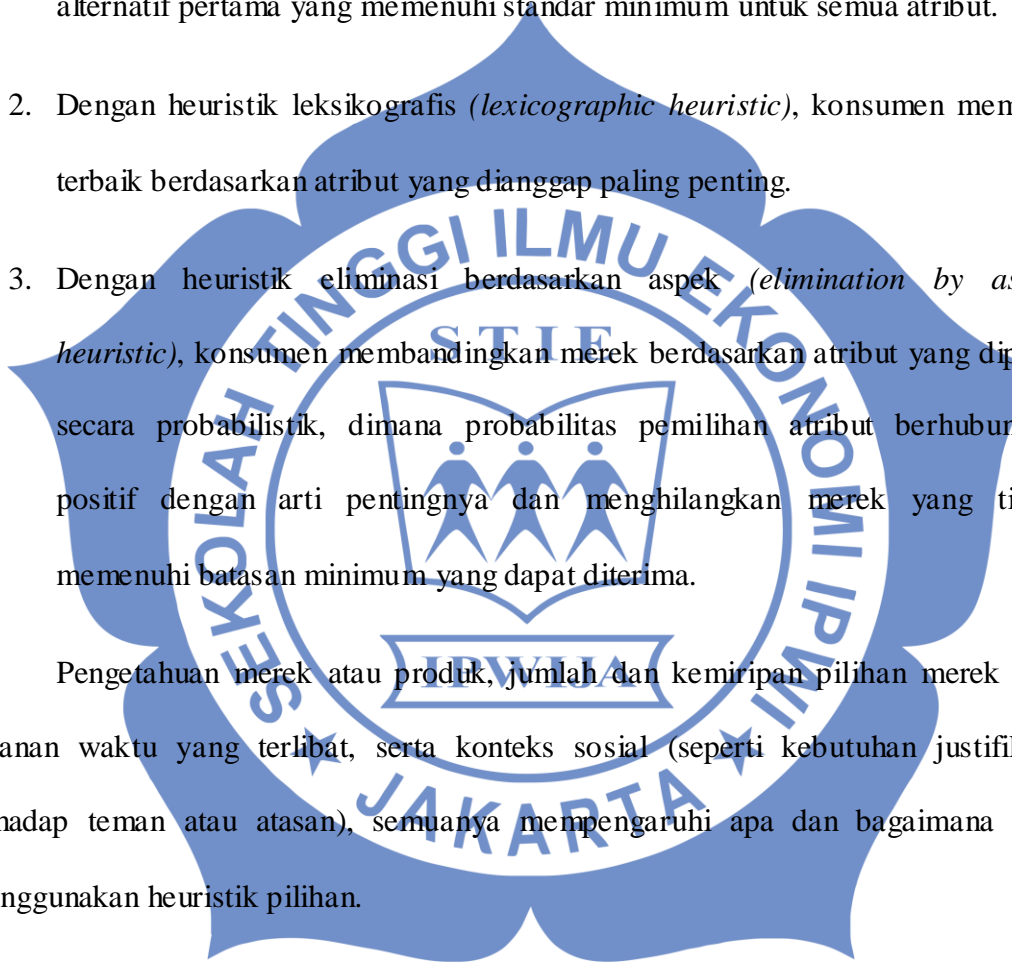 alternatif pertama yang memenuhi standar minimum untuk semua atribut.
2. Dengan heuristik leksikografis (lexicographic heuristic), konsumen mem
terbaik berdasarkan atribut yang dianggap paling penting.
3. Dengan heuristik eliminasi berdasarkan aspek (elimination by as
heuristic), konsumen membandingkan merek berdasarkan atribut yang dip
secara probabilistik, dimana probabilitas pemilihan atribut berhubun
positif dengan arti pentingnya dan menghilangkan merek yang ti
memenuhi batasan minimum yang dapat diterima.
Pengetahuan merek atau produk, jumlah dan kemiripan pilihan merek
anan waktu yang terlibat, serta konteks sosial (seperti kebutuhan justifi
hadap teman atau atasan), semuanya mempengaruhi apa dan bagaimana
nggunakan heuristik pilihan.
SEKOLAH TINGGI ILMU EKONOMI IPWI
STIE
IPWIJA
JAKARTA